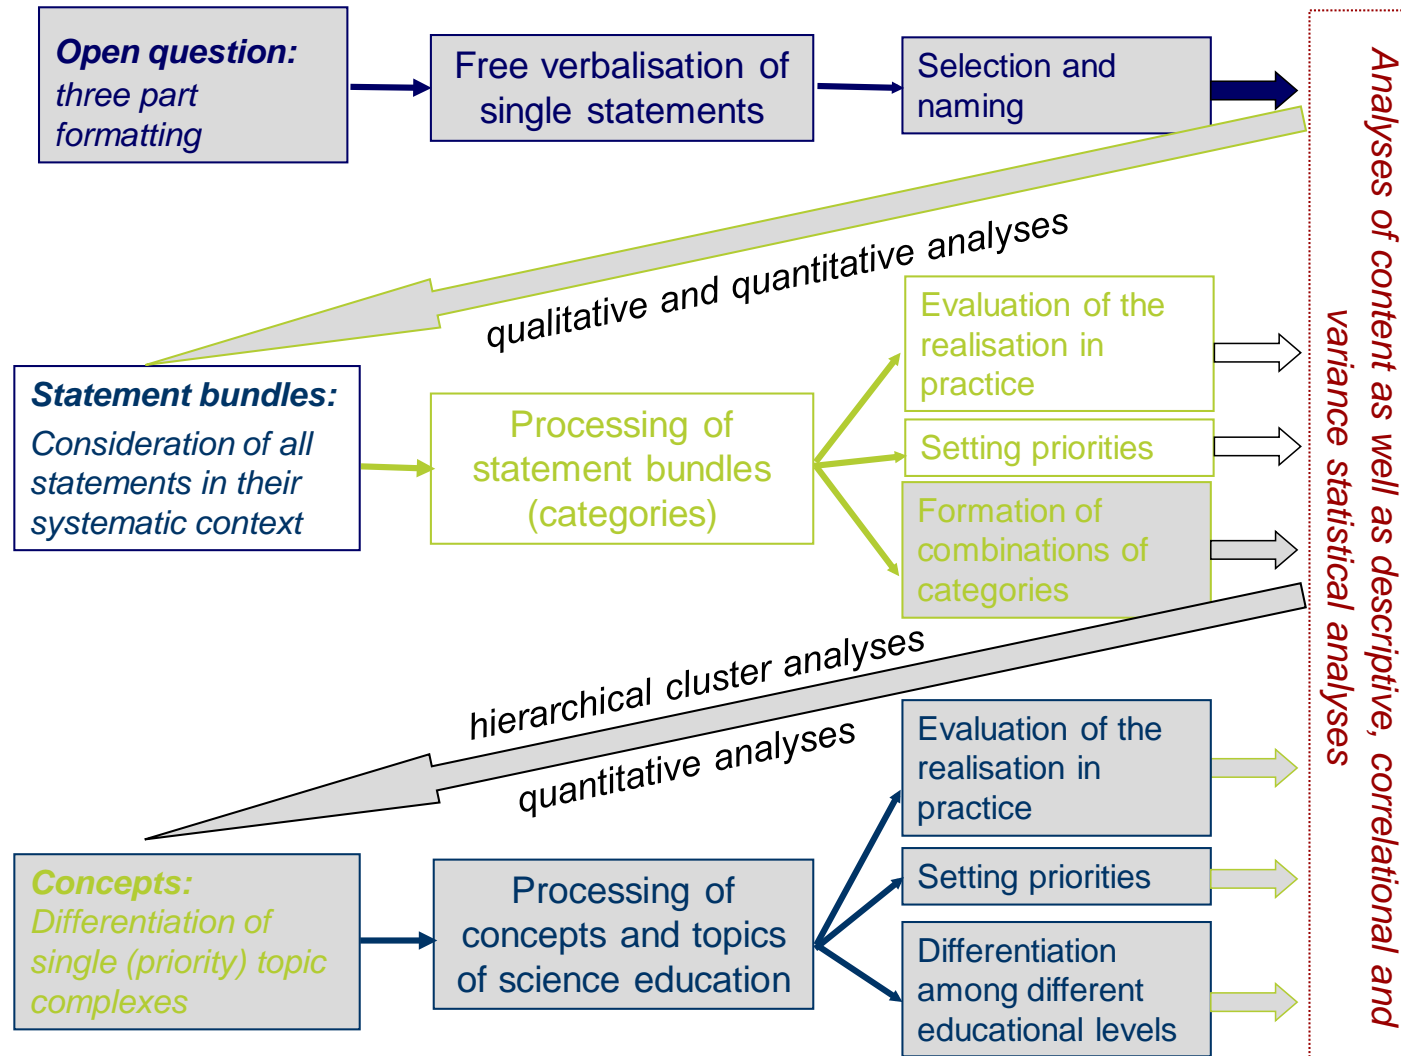 Open question:
three part
formatting
Free verbalisation of
single statements
Selection and
naming
qualitative and quantitative analyses
Statement bundles:
Consideration of all
statements in their
systematic context
Processing of
statement bundles
(categories)
Evaluation of the
realisation in
practice
Setting priorities
Formation of
combinations of
categories
hierarchical cluster analyses
quantitative analyses
Concepts:
Differentiation of
single (priority) topic
complexes
Processing of
concepts and topics
of science education
Evaluation of the
realisation in
practice
Setting priorities
Differentiation
among different
educational levels
Analyses of content as well as descriptive, correlational and
variance statistical analyses